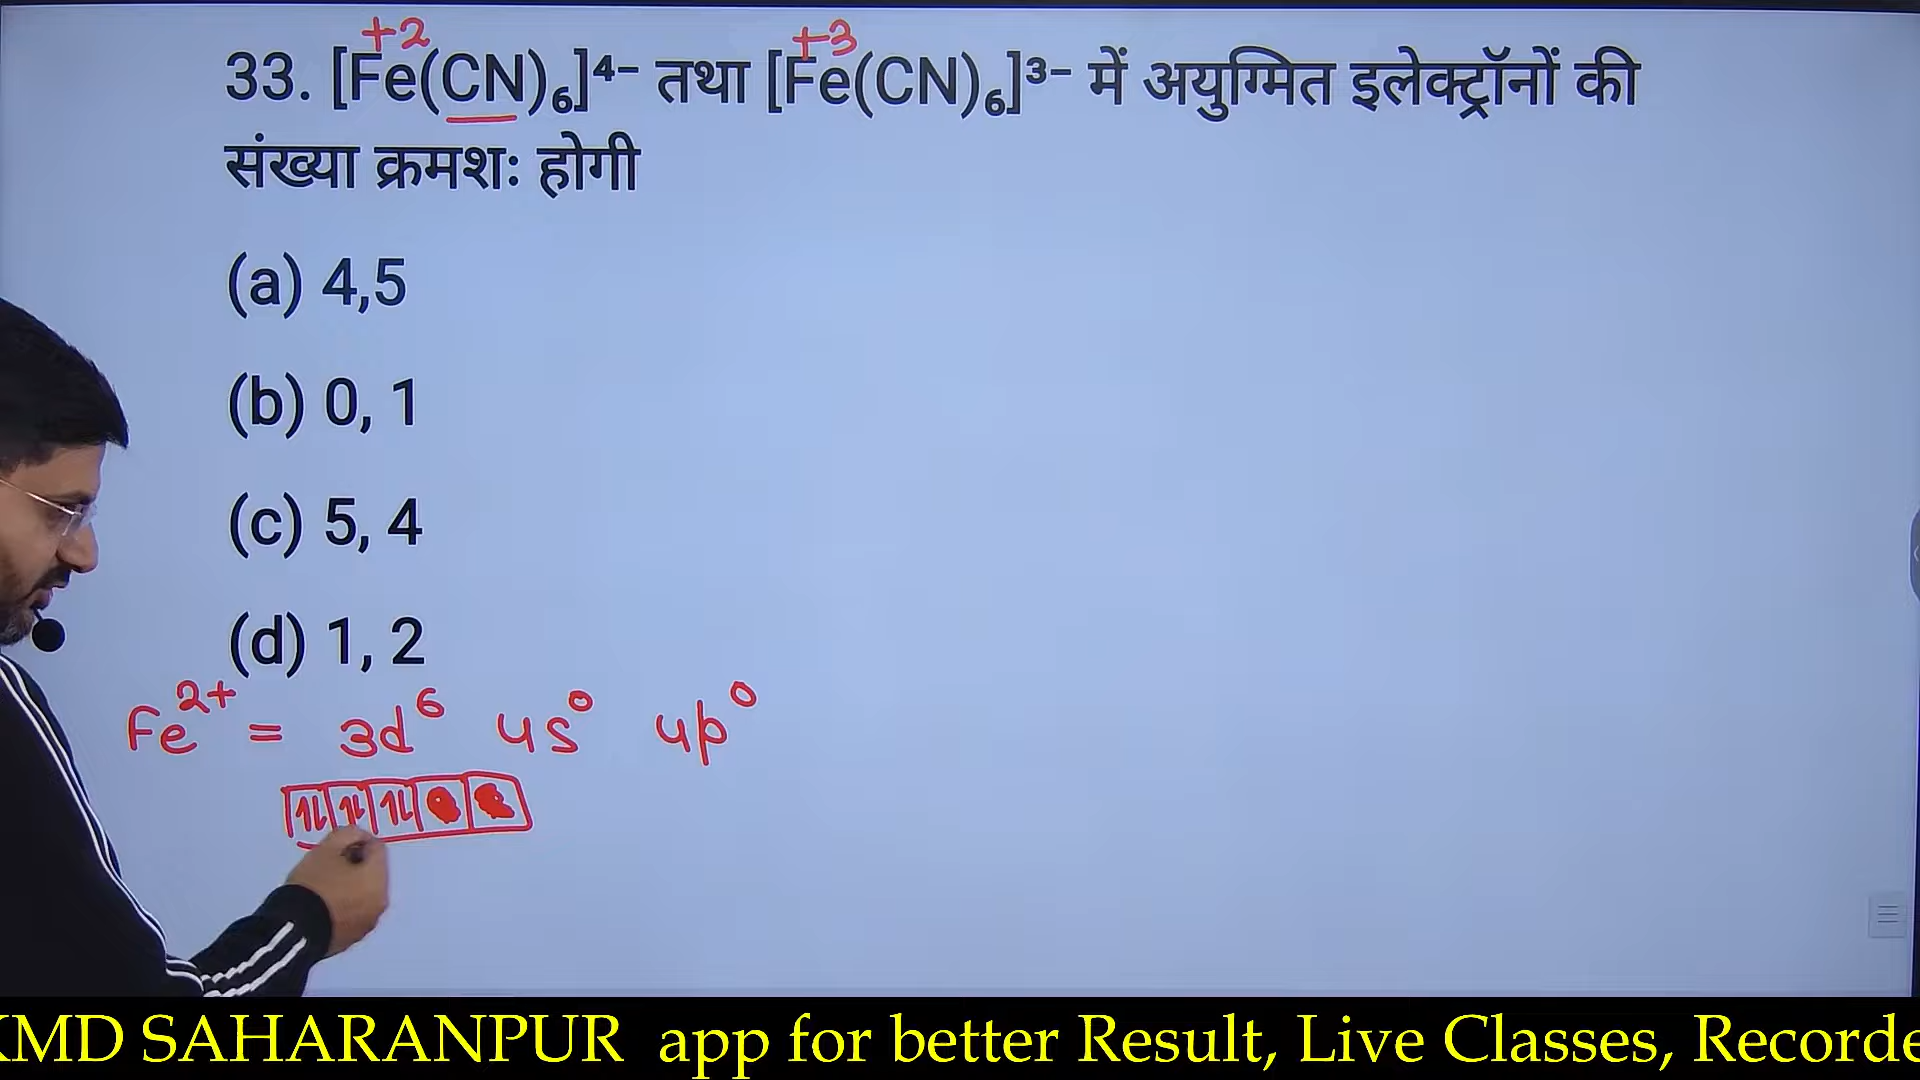 +2 +3
33. [Fe(CN)₆]⁴⁻ तथा [Fe(CN)₆]³⁻ में अयुग्मित इलेक्ट्रॉनों की
संख्या क्रमशः होगी
(a) 4,5
(b) 0, 1
(c) 5, 4
(d) 1, 2
Fe²⁺ = 3d⁶ 4s⁰ 4p⁰
⥮ ⥮ ⥮
KMD SAHARANPUR app for better Result, Live Classes, Recorde